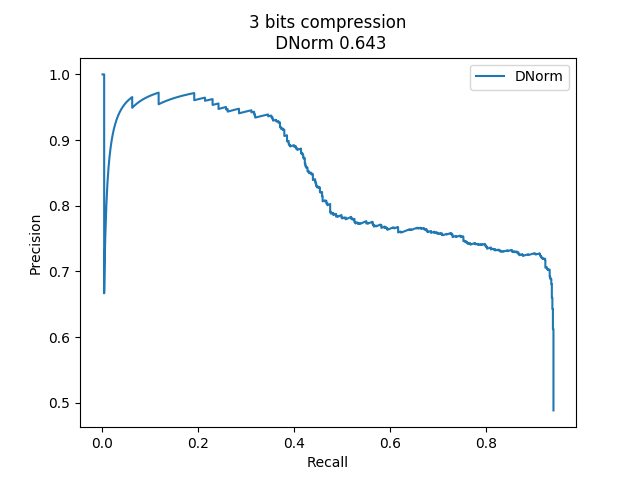 3 bits compression
DNorm 0.643
DNorm
1.0
0.9
0.8
0.7
0.6
0.5
Precision
0.0 0.2 0.4 0.6 0.8
Recall